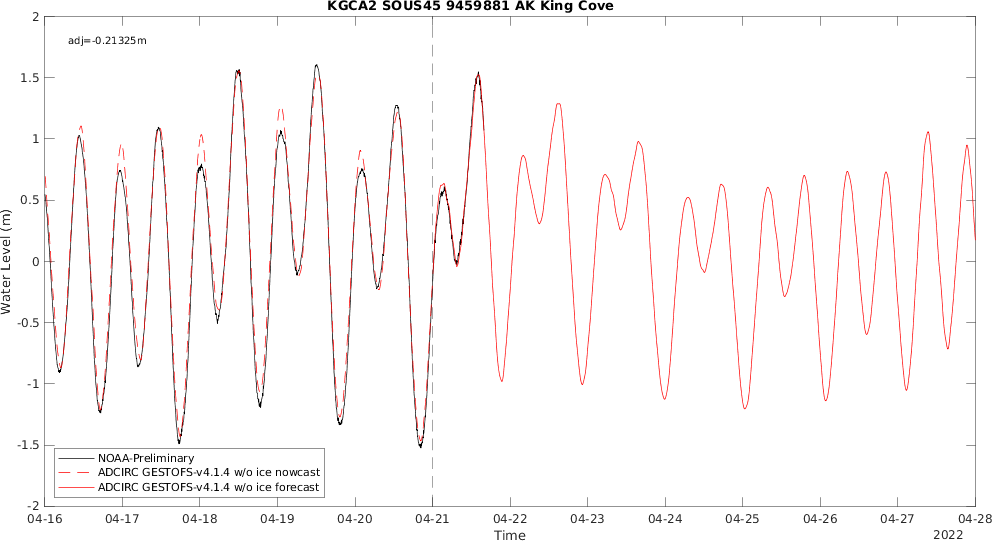 KGCA2 SOUS45 9459881 AK King Cove
adj=-0.21325m
2
1.5
1
0.5
0
-0.5
-1
-1.5
-2
Water Level (m)
NOAA-Preliminary
ADCIRC GESTOFS-v4.1.4 w/o ice nowcast
ADCIRC GESTOFS-v4.1.4 w/o ice forecast
04-16 04-17 04-18 04-19 04-20 04-21 04-22 04-23 04-24 04-25 04-26 04-27 04-28
Time
2022